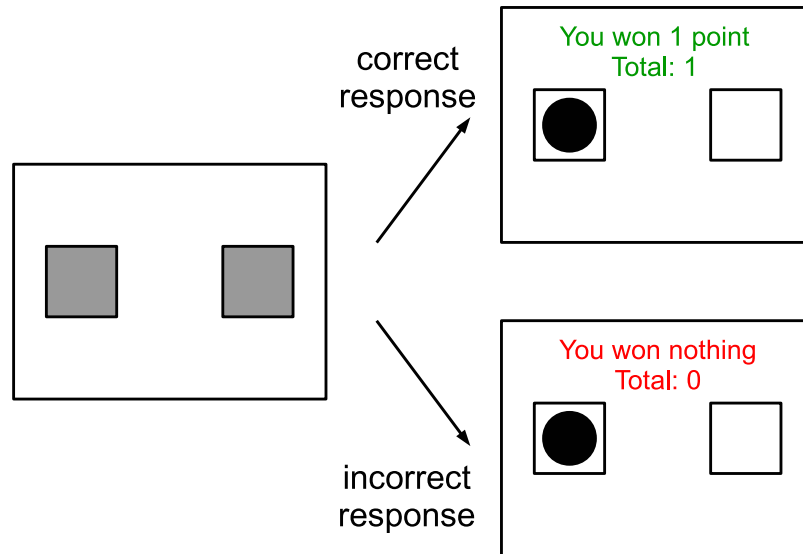 correct
response
You won 1 point
Total: 1
You won nothing
Total: 0
incorrect
response